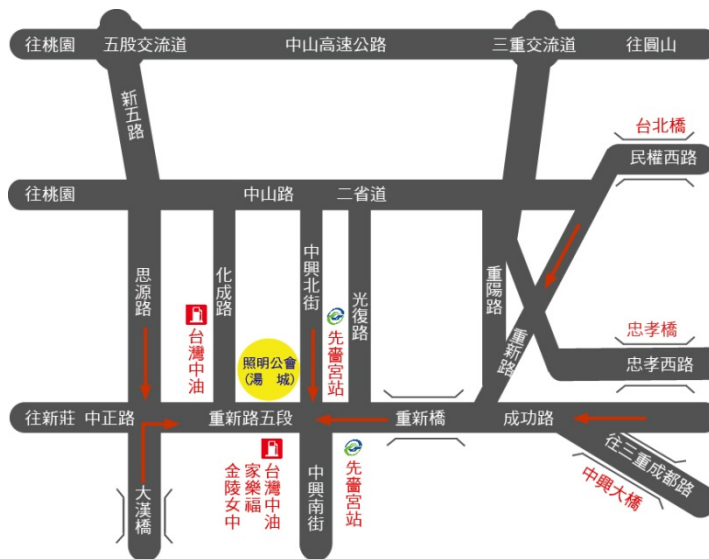 往桃園 五股交流道 中山高速公路 三重交流道 往圓山
新五路
台北橋
民權西路
往桃園 中山路 二省道
思源路
化成路
中興北街
光復路
重陽路
重新路
台灣中油
照明公會
(湯 城)
先嗇宮站
忠孝橋
忠孝西路
往新莊 中正路 重新路五段 重新橋 成功路
往三重成都路
中興大橋
大漢橋
台灣中油
家樂福
金陵女中
中興南街
先嗇宮站